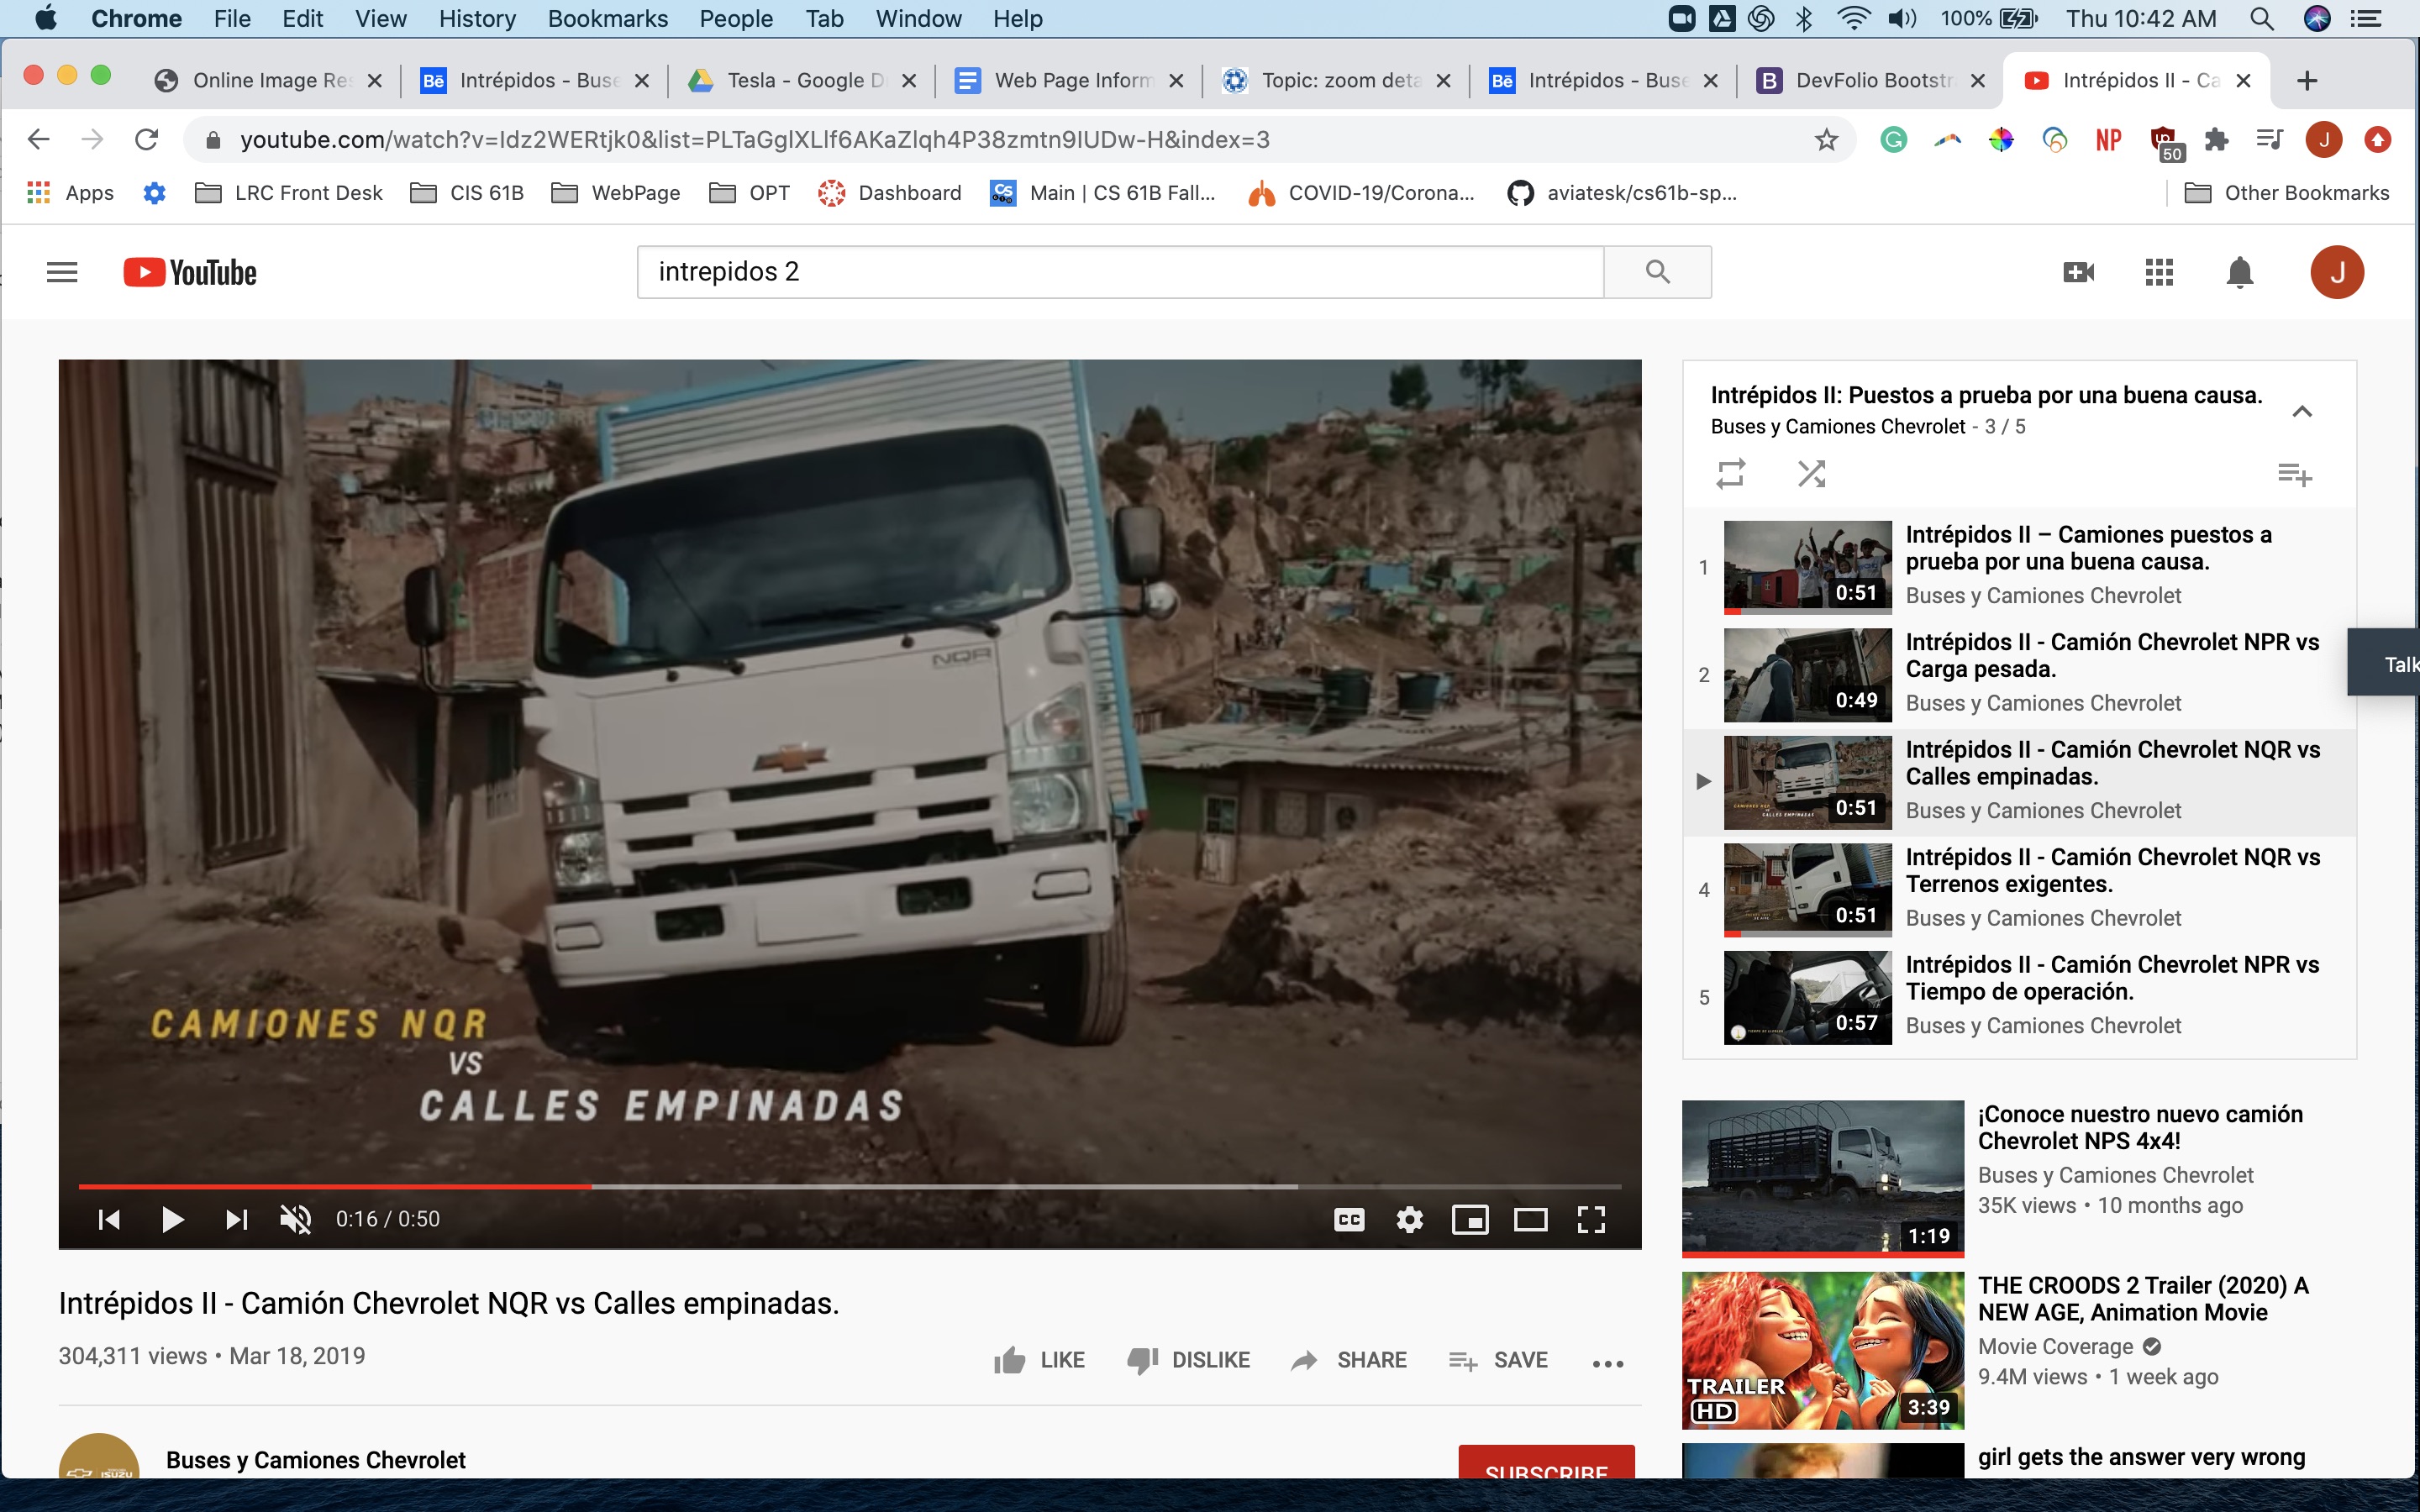 Chrome File Edit View History Bookmarks People Tab Window Help 100% Thu 10:42 AM
Online Image Res Intrépidos - Buse Tesla - Google D Web Page Inform Topic: zoom deta Intrépidos - Buse DevFolio Bootstr Intrépidos II - Ca
youtube.com/watch?v=Idz2WERtjk0&list=PLTaGglXLlf6AKaZlqh4P38zmtn9IUDw-H&index=3 NP 50 J
Apps LRC Front Desk CIS 61B WebPage OPT Dashboard Main | CS 61B Fall... COVID-19/Corona... aviatesk/cs61b-sp... Other Bookmarks
YouTube
intrepidos 2
J
NQR
CAMIONES NQR
VS
CALLES EMPINADAS
0:16 / 0:50
CC
Intrépidos II - Camión Chevrolet NQR vs Calles empinadas.
304,311 views • Mar 18, 2019
LIKE DISLIKE SHARE SAVE
ISUZU
Buses y Camiones Chevrolet
SUBSCRIBE
Intrépidos II: Puestos a prueba por una buena causa.
Buses y Camiones Chevrolet - 3 / 5
1
0:51
Intrépidos II – Camiones puestos a
prueba por una buena causa.
Buses y Camiones Chevrolet
2
0:49
Intrépidos II - Camión Chevrolet NPR vs
Carga pesada.
Buses y Camiones Chevrolet
Talk
CALLES EMPINADAS
0:51
Intrépidos II - Camión Chevrolet NQR vs
Calles empinadas.
Buses y Camiones Chevrolet
4
0:51
Intrépidos II - Camión Chevrolet NQR vs
Terrenos exigentes.
Buses y Camiones Chevrolet
5
0:57
Intrépidos II - Camión Chevrolet NPR vs
Tiempo de operación.
Buses y Camiones Chevrolet
1:19
¡Conoce nuestro nuevo camión
Chevrolet NPS 4x4!
Buses y Camiones Chevrolet
35K views • 10 months ago
TRAILER
HD
3:39
THE CROODS 2 Trailer (2020) A
NEW AGE, Animation Movie
Movie Coverage
9.4M views • 1 week ago
girl gets the answer very wrong